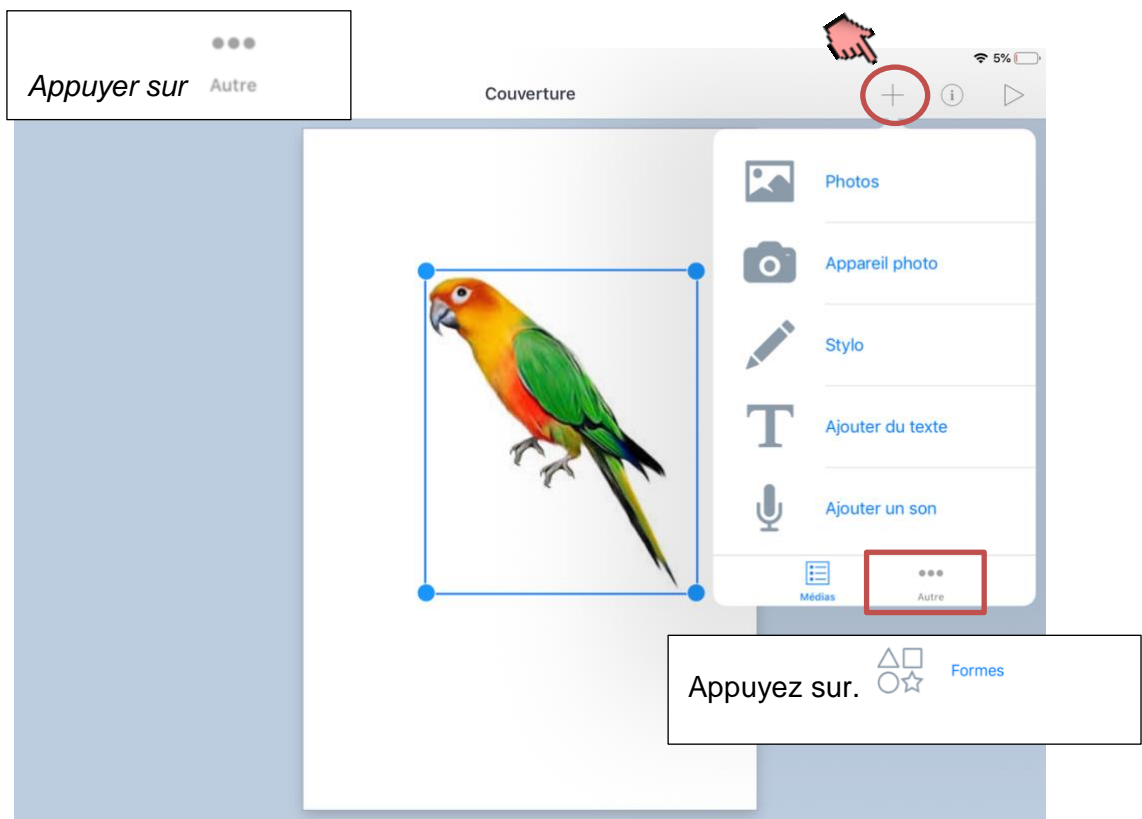 Appuyer sur Autre
5%
Couverture
Photos
Appareil photo
Stylo
Ajouter du texte
Ajouter un son
Médias Autre
Appuyez sur. Formes